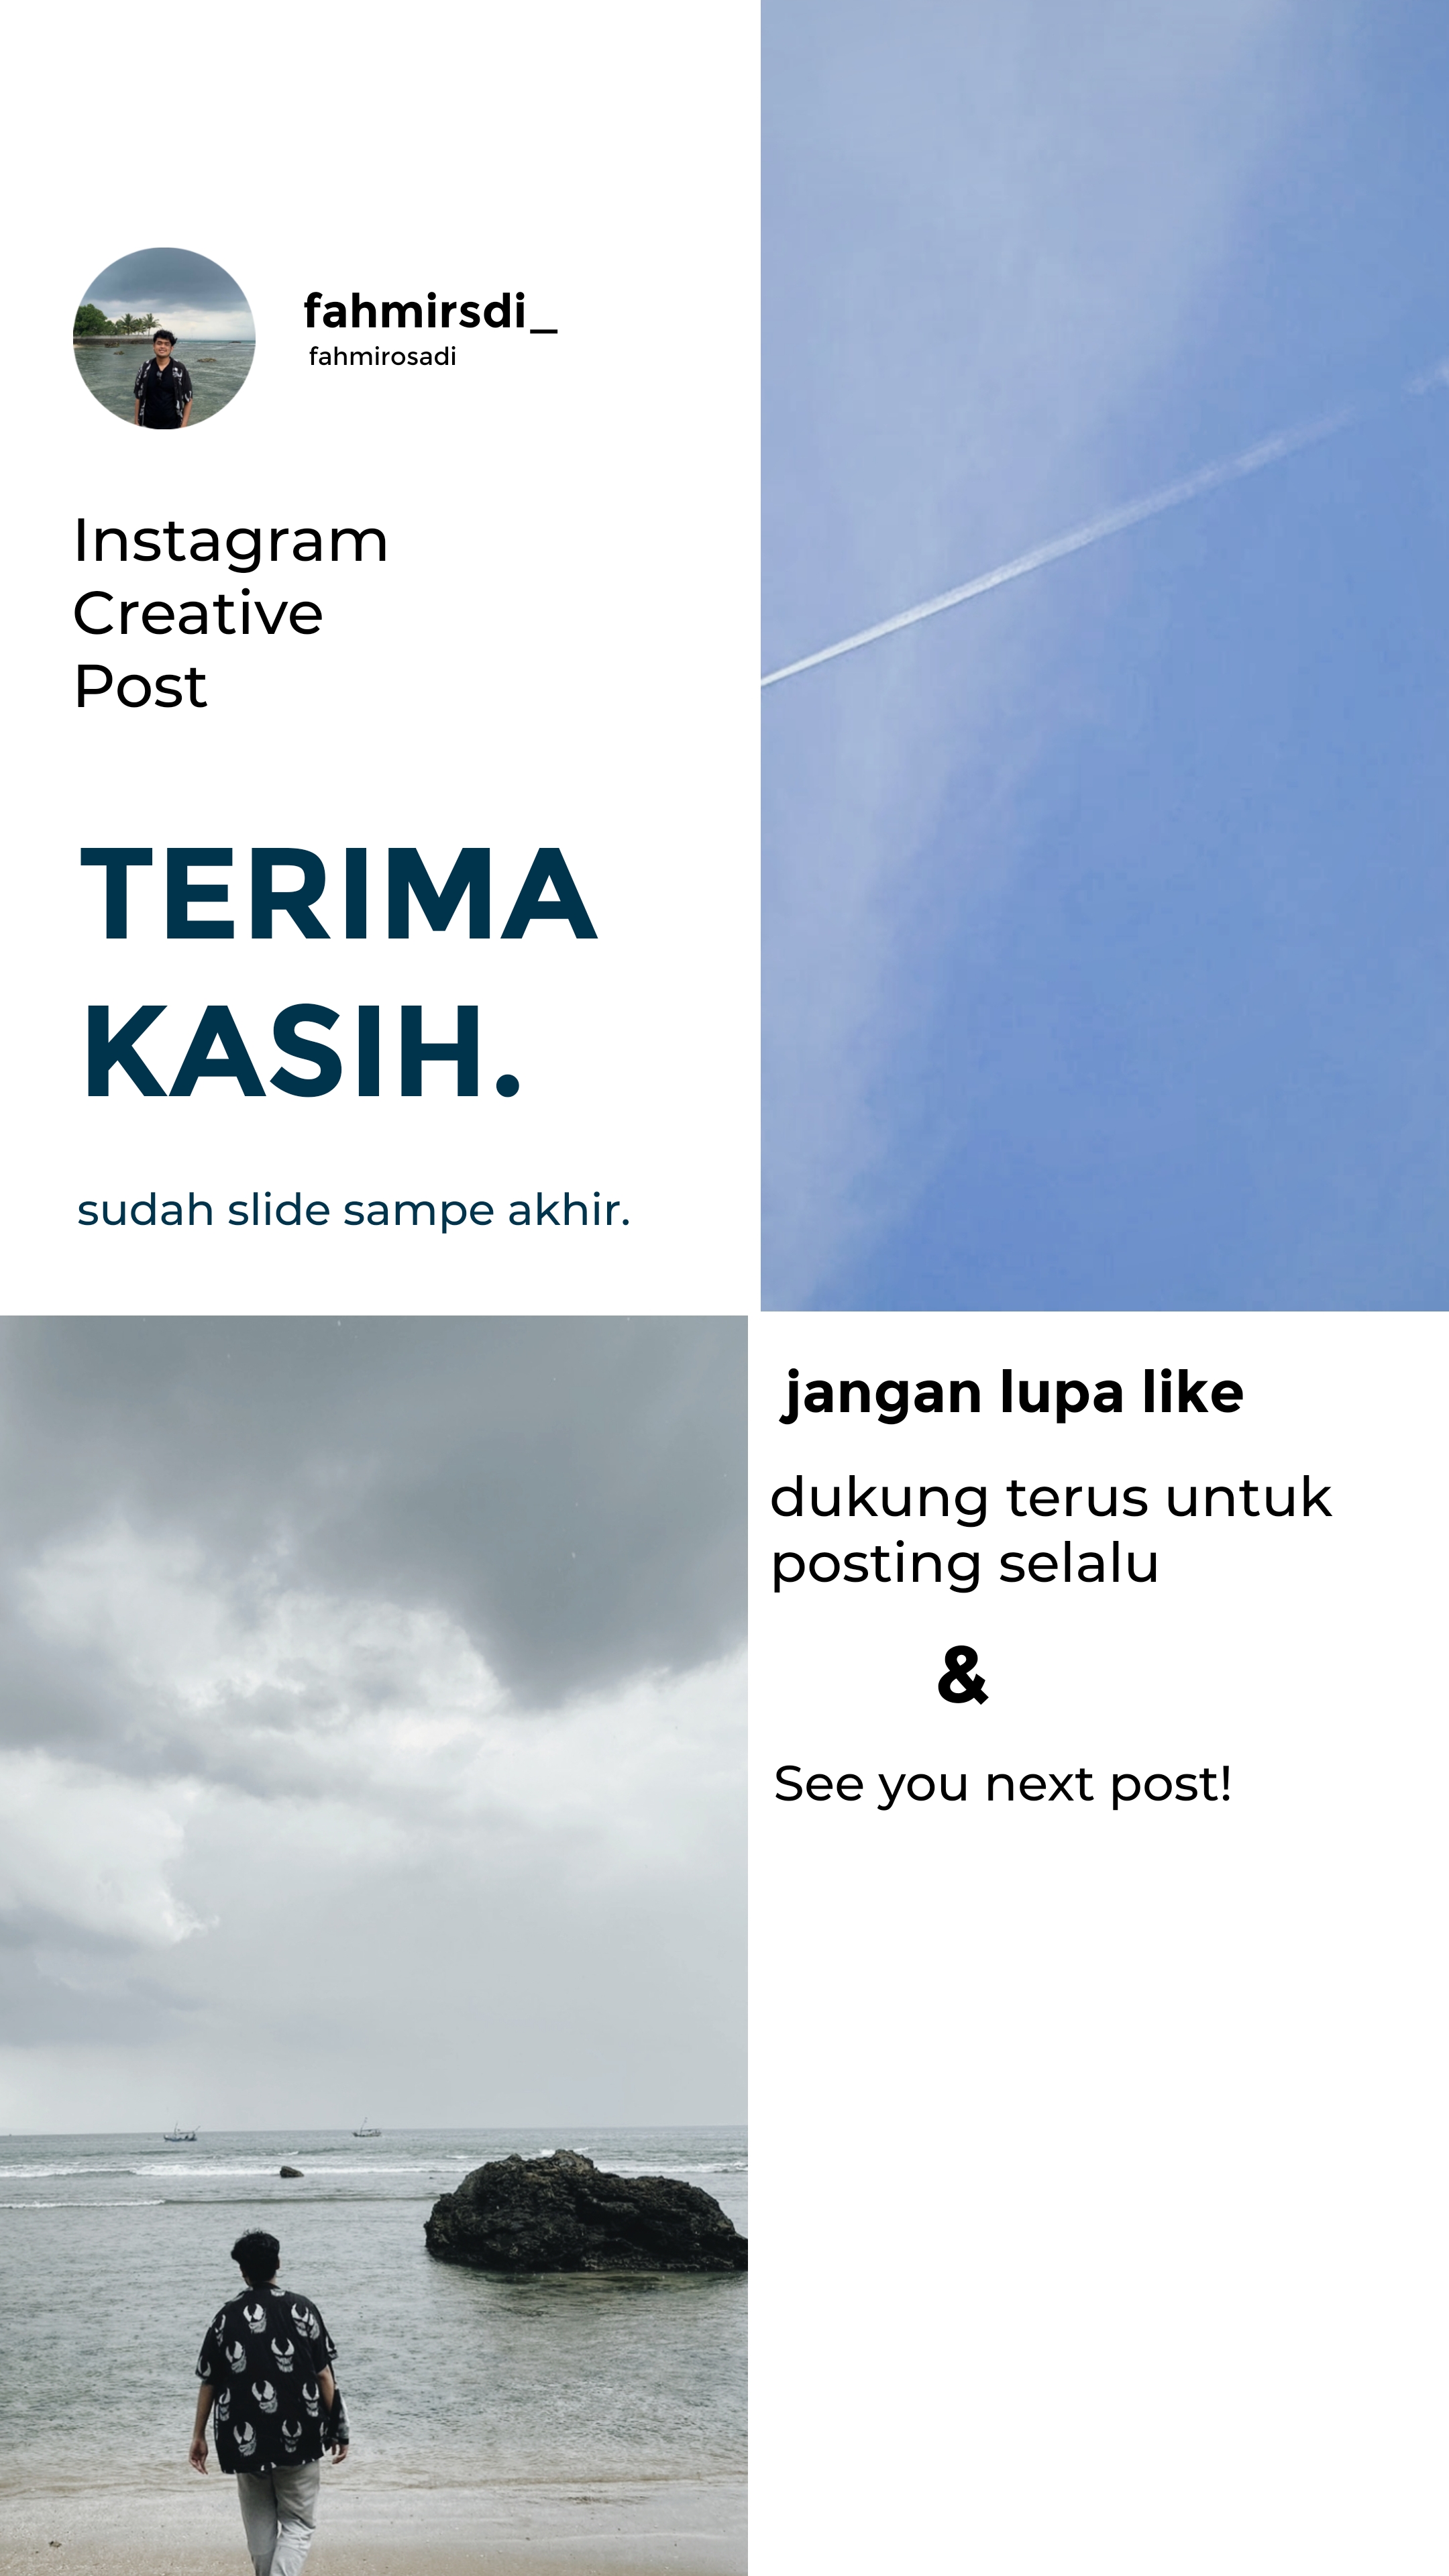 fahmirsdi_
fahmirosadi
Instagram
Creative
Post
TERIMA
KASIH.
sudah slide sampe akhir.
jangan lupa like
dukung terus untuk
posting selalu
&
See you next post!